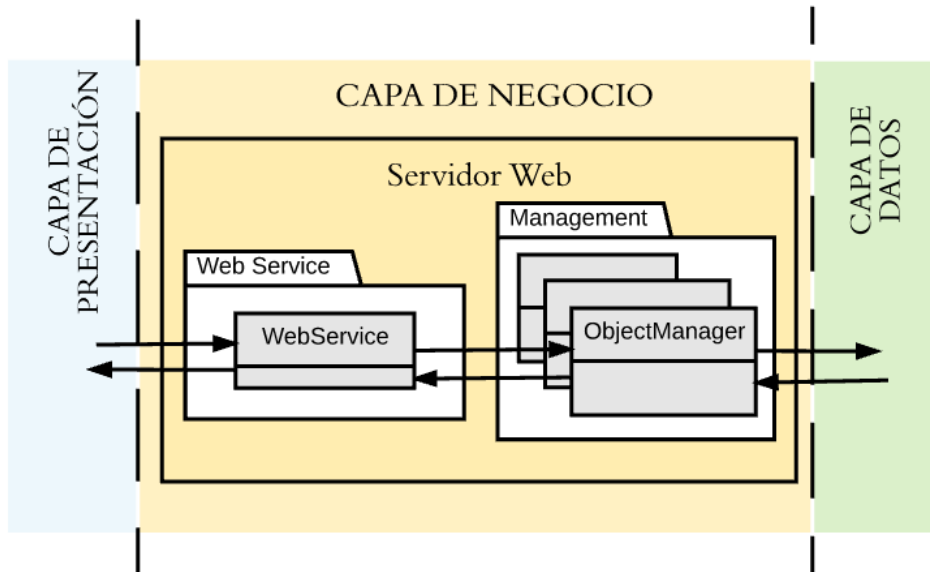 CAPA DE
PRESENTACIÓN
CAPA DE NEGOCIO
Servidor Web
Web Service
WebService
Management
ObjectManager
CAPA DE
DATOS